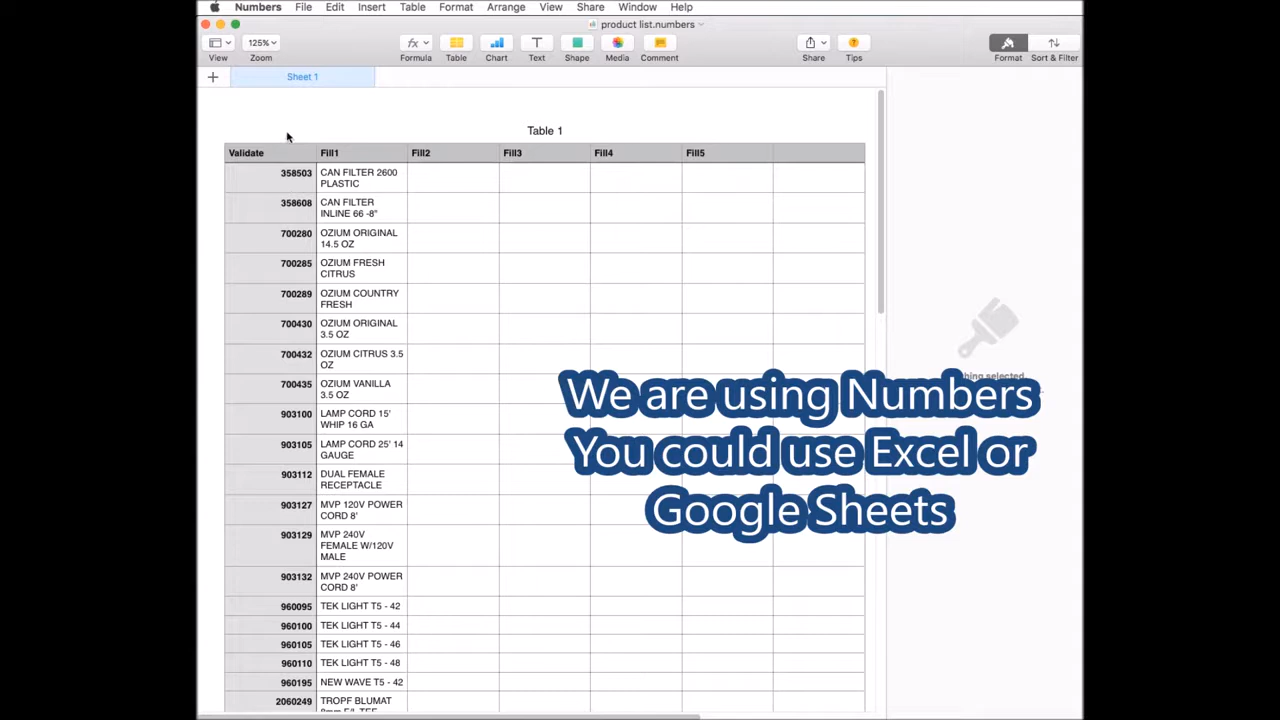 Numbers File Edit Insert Table Format Arrange View Share Window Help
product list.numbers
125%
View Zoom Formula Table Chart Text Shape Media Comment Share Tips Format Sort & Filter
Sheet 1
Table 1
Validate Fill1 Fill2 Fill3 Fill4 Fill5
358503 CAN FILTER 2600
PLASTIC
358608 CAN FILTER
INLINE 66 -8"
700280 OZIUM ORIGINAL
14.5 OZ
700285 OZIUM FRESH
CITRUS
700289 OZIUM COUNTRY
FRESH
700430 OZIUM ORIGINAL
3.5 OZ
700432 OZIUM CITRUS 3.5
OZ
700435 OZIUM VANILLA
3.5 OZ
903100 LAMP CORD 15'
WHIP 16 GA
903105 LAMP CORD 25' 14
GAUGE
903112 DUAL FEMALE
RECEPTACLE
903127 MVP 120V POWER
CORD 8'
903129 MVP 240V
FEMALE W/120V
MALE
903132 MVP 240V POWER
CORD 8'
960095 TEK LIGHT T5 - 42
960100 TEK LIGHT T5 - 44
960105 TEK LIGHT T5 - 46
960110 TEK LIGHT T5 - 48
960195 NEW WAVE T5 - 42
2060249 TROPF BLUMAT
selected.
We are using Numbers
You could use Excel or
Google Sheets